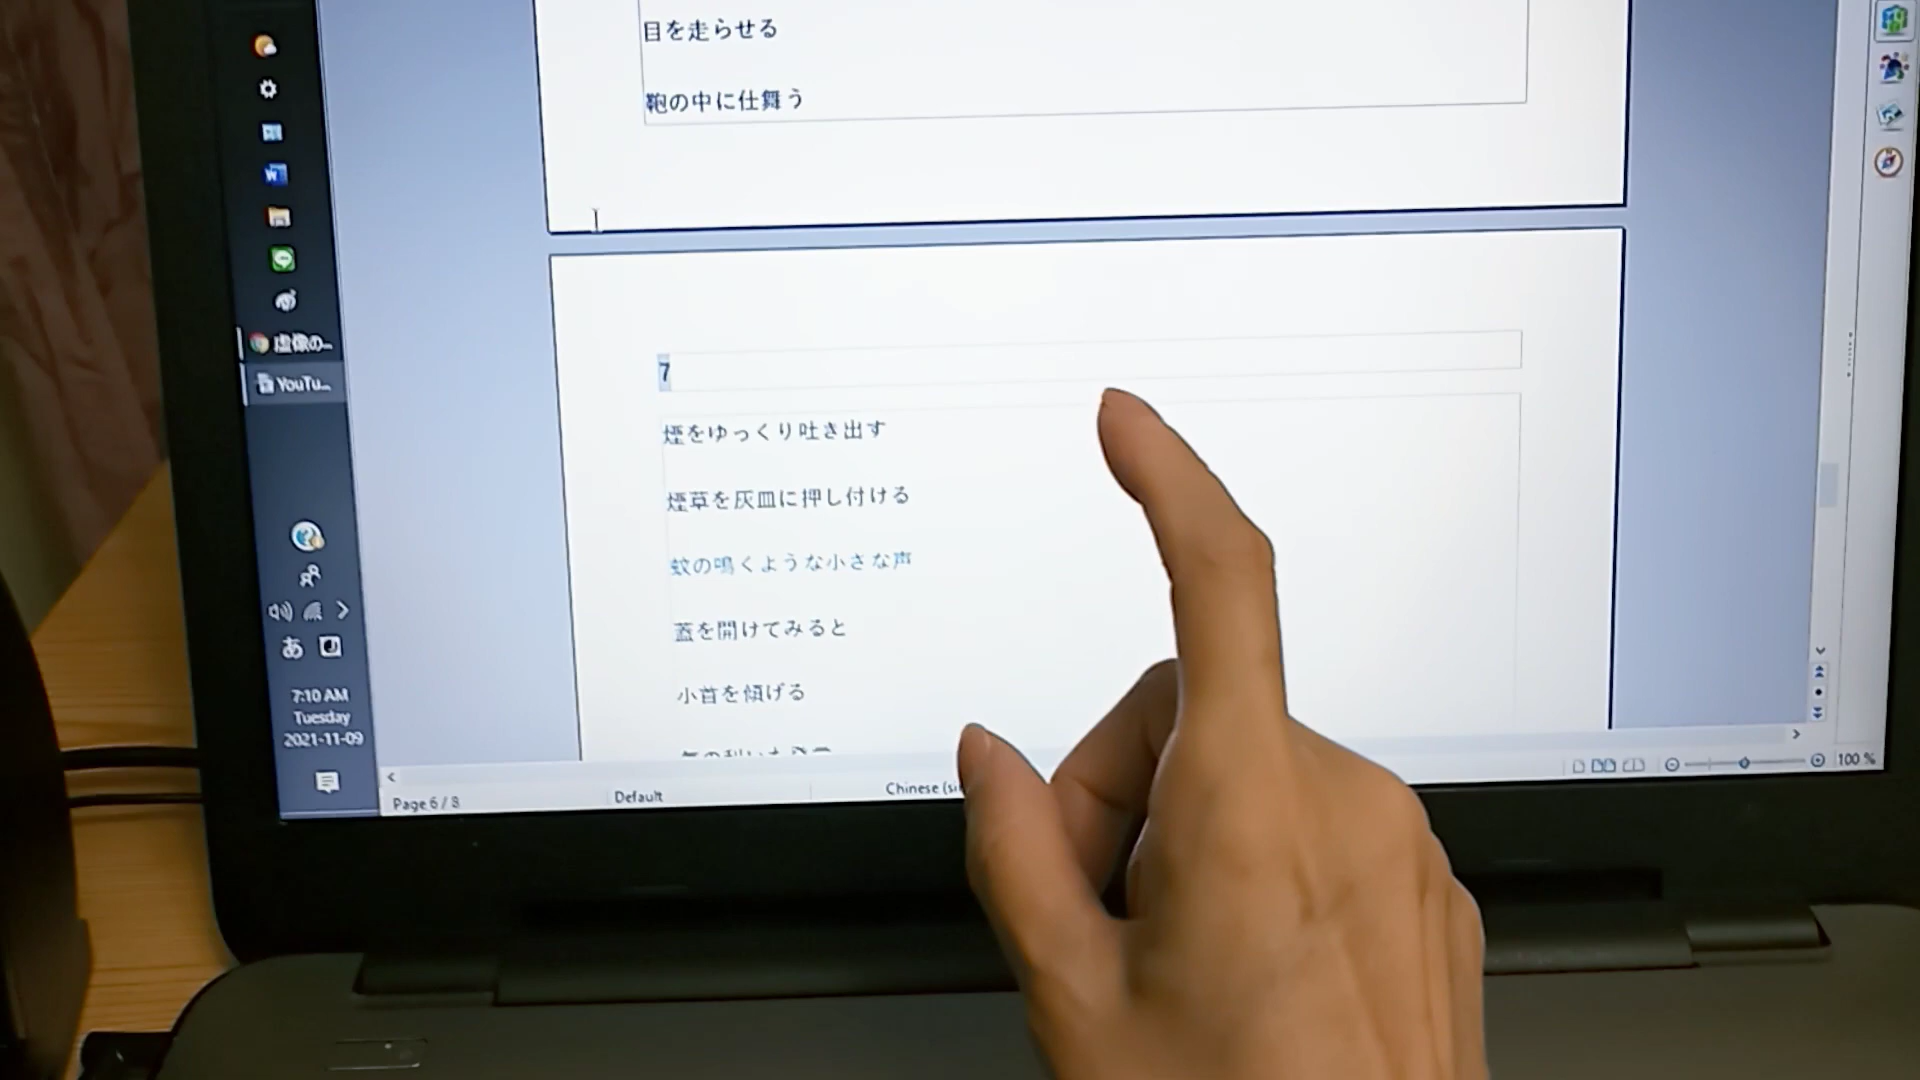 目を走らせる
鞄の中に仕舞う
7
煙をゆっくり吐き出す
煙草を灰皿に押し付ける
蚊の鳴くような小さな声
蓋を開けてみると
小首を傾げる
虚像の...
YouTu...
あ
7:10 AM
Tuesday
2021-11-09
Page 6 / 8
Default
Chinese (si
100 %